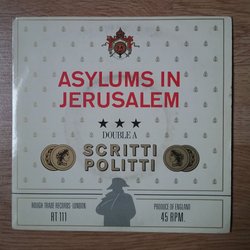 ASYLUMS IN
JERUSALEM
DOUBLE A
SCRITTI
POLITTI
ROUGH TRADE RECORDS·LONDON
PRODUCE OF ENGLAND
RT 111
45 RPM.